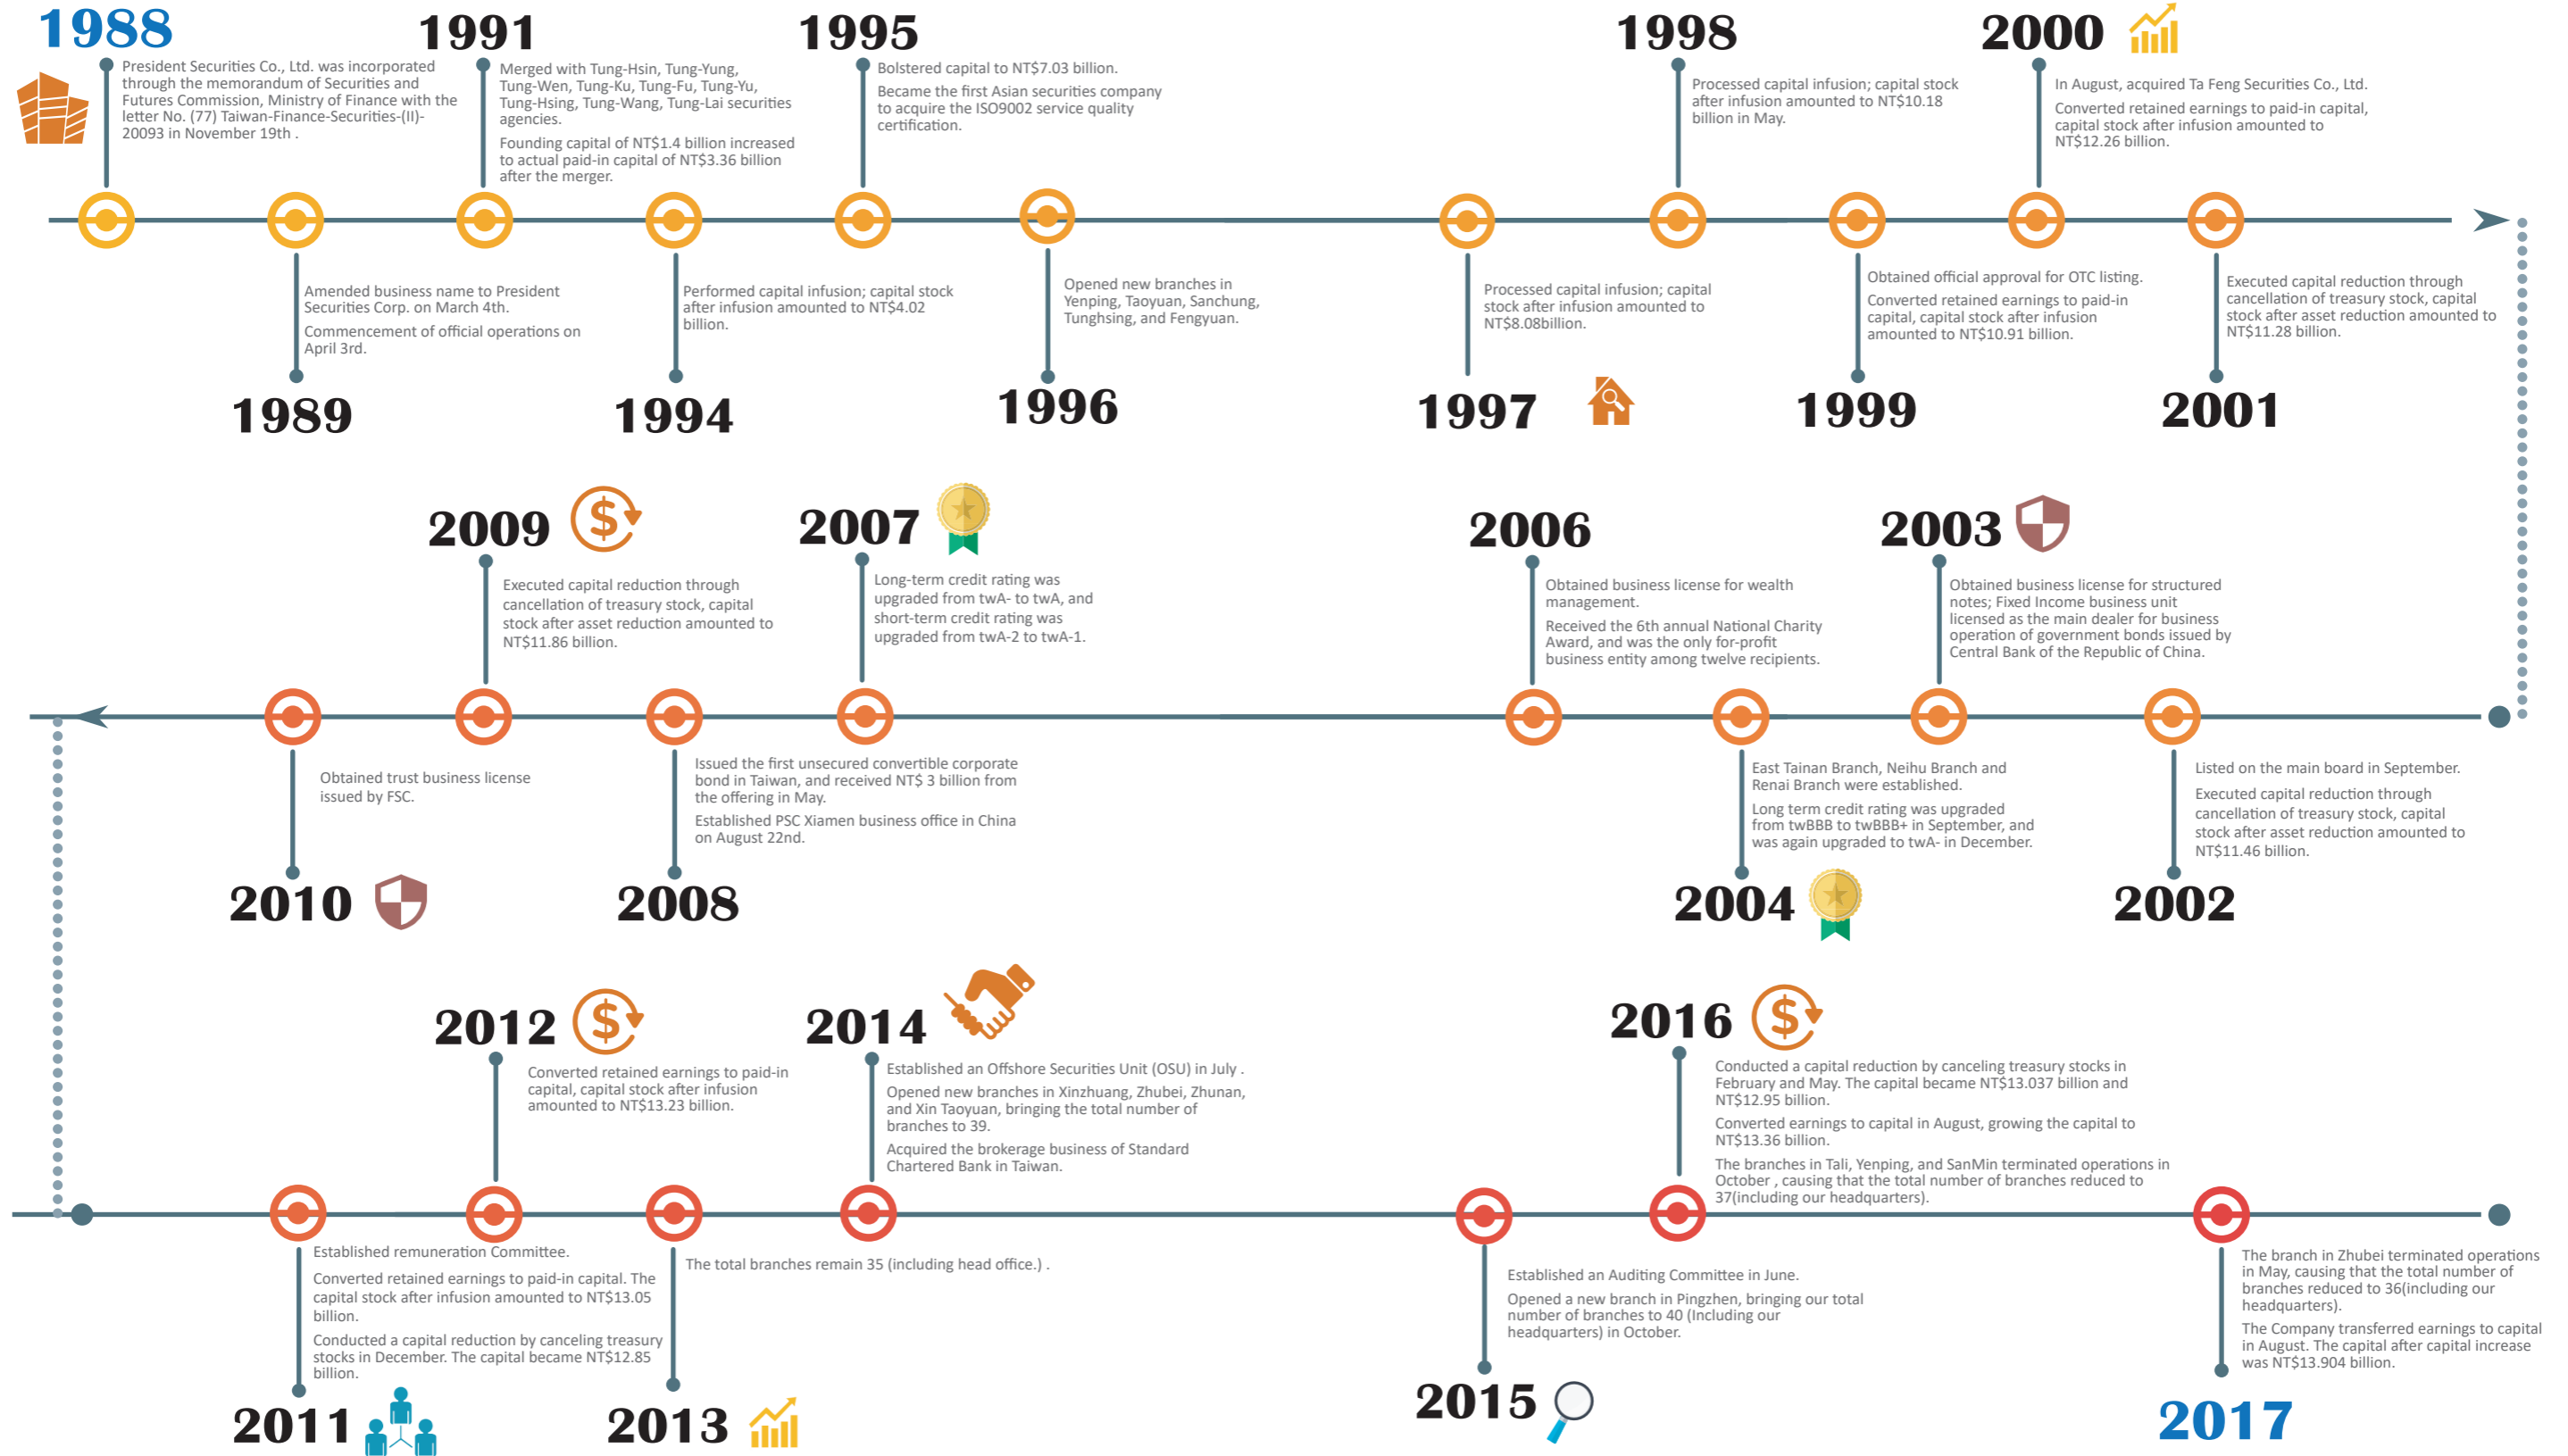 1988
President Securities Co., Ltd. was incorporated
through the memorandum of Securities and
Futures Commission, Ministry of Finance with the
letter No. (77) Taiwan-Finance-Securities-(II)-
20093 in November 19th .
1989
Amended business name to President
Securities Corp. on March 4th.
Commencement of official operations on
April 3rd.
1991
Merged with Tung-Hsin, Tung-Yung,
Tung-Wen, Tung-Ku, Tung-Fu, Tung-Yu,
Tung-Hsing, Tung-Wang, Tung-Lai securities
agencies.
Founding capital of NT$1.4 billion increased
to actual paid-in capital of NT$3.36 billion
after the merger.
1994
Performed capital infusion; capital stock
after infusion amounted to NT$4.02
billion.
1995
Bolstered capital to NT$7.03 billion.
Became the first Asian securities company
to acquire the ISO9002 service quality
certification.
1996
Opened new branches in
Yenping, Taoyuan, Sanchung,
Tunghsing, and Fengyuan.
1997
Processed capital infusion; capital
stock after infusion amounted to
NT$8.08billion.
1998
Processed capital infusion; capital stock
after infusion amounted to NT$10.18
billion in May.
1999
Obtained official approval for OTC listing.
Converted retained earnings to paid-in
capital, capital stock after infusion
amounted to NT$10.91 billion.
2000
In August, acquired Ta Feng Securities Co., Ltd.
Converted retained earnings to paid-in capital,
capital stock after infusion amounted to
NT$12.26 billion.
2001
Executed capital reduction through
cancellation of treasury stock, capital
stock after asset reduction amounted to
NT$11.28 billion.
2002
Listed on the main board in September.
Executed capital reduction through
cancellation of treasury stock, capital
stock after asset reduction amounted to
NT$11.46 billion.
2003
Obtained business license for structured
notes; Fixed Income business unit
licensed as the main dealer for business
operation of government bonds issued by
Central Bank of the Republic of China.
2004
East Tainan Branch, Neihu Branch and
Renai Branch were established.
Long term credit rating was upgraded
from twBBB to twBBB+ in September, and
was again upgraded to twA- in December.
2006
Obtained business license for wealth
management.
Received the 6th annual National Charity
Award, and was the only for-profit
business entity among twelve recipients.
2007
Long-term credit rating was
upgraded from twA- to twA, and
short-term credit rating was
upgraded from twA-2 to twA-1.
2008
Issued the first unsecured convertible corporate
bond in Taiwan, and received NT$ 3 billion from
the offering in May.
Established PSC Xiamen business office in China
on August 22nd.
2009
Executed capital reduction through
cancellation of treasury stock, capital
stock after asset reduction amounted to
NT$11.86 billion.
2010
Obtained trust business license
issued by FSC.
2011
Established remuneration Committee.
Converted retained earnings to paid-in capital. The
capital stock after infusion amounted to NT$13.05
billion.
Conducted a capital reduction by canceling treasury
stocks in December. The capital became NT$12.85
billion.
2012
Converted retained earnings to paid-in
capital, capital stock after infusion
amounted to NT$13.23 billion.
2013
The total branches remain 35 (including head office.) .
2014
Established an Offshore Securities Unit (OSU) in July .
Opened new branches in Xinzhuang, Zhubei, Zhunan,
and Xin Taoyuan, bringing the total number of
branches to 39.
Acquired the brokerage business of Standard
Chartered Bank in Taiwan.
2015
Established an Auditing Committee in June.
Opened a new branch in Pingzhen, bringing our total
number of branches to 40 (Including our
headquarters) in October.
2016
Conducted a capital reduction by canceling treasury stocks in
February and May. The capital became NT$13.037 billion and
NT$12.95 billion.
Converted earnings to capital in August, growing the capital to
NT$13.36 billion.
The branches in Tali, Yenping, and SanMin terminated operations in
October , causing that the total number of branches reduced to
37(including our headquarters).
2017
The branch in Zhubei terminated operations
in May, causing that the total number of
branches reduced to 36(including our
headquarters).
The Company transferred earnings to capital
in August. The capital after capital increase
was NT$13.904 billion.